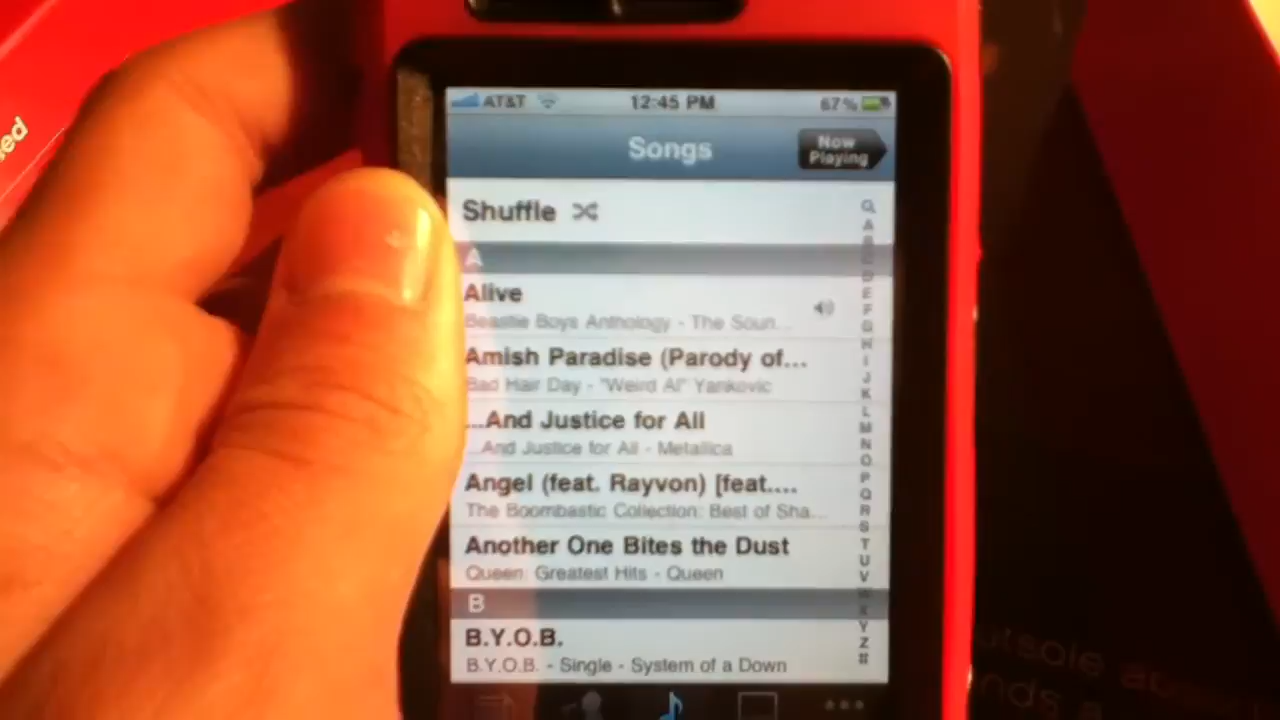 ed
AT&T 12:45 PM 67%
Songs
Now
Playing
Shuffle
A
Alive
Beastie Boys Anthology - The Soun...
Amish Paradise (Parody of...
Bad Hair Day - "Weird Al" Yankovic
...And Justice for All
...And Justice for All - Metallica
Angel (feat. Rayvon) [feat....
The Boombastic Collection: Best of Sha...
Another One Bites the Dust
Queen: Greatest Hits - Queen
B
B.Y.O.B.
B.Y.O.B. - Single - System of a Down
A
B
C
D
E
F
G
H
I
J
K
L
M
N
O
P
Q
R
S
T
U
V
W
X
Y
Z
#